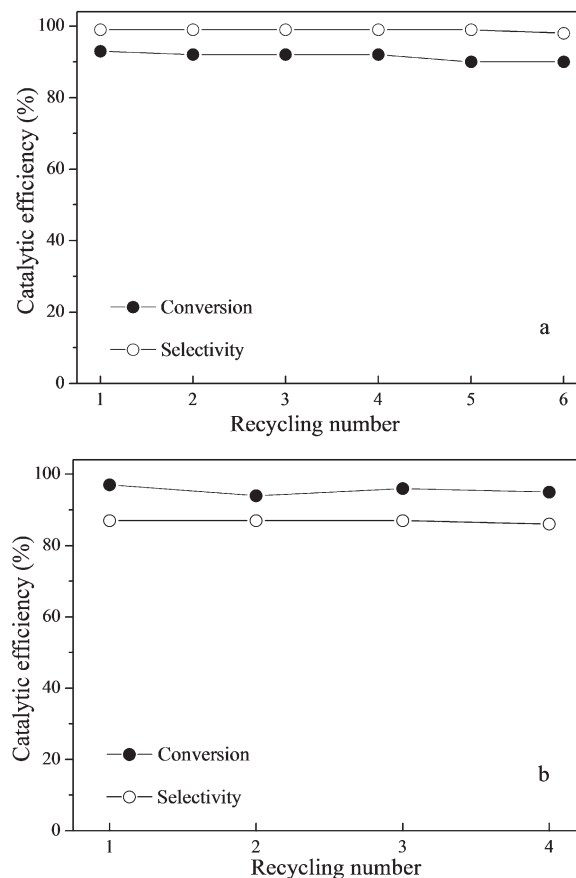 100
80
60
40
20
0
Catalytic efficiency (%)
Conversion
Selectivity
a
1 2 3 4 5 6
Recycling number
100
80
60
40
20
0
Catalytic efficiency (%)
Conversion
Selectivity
b
1 2 3 4
Recycling number